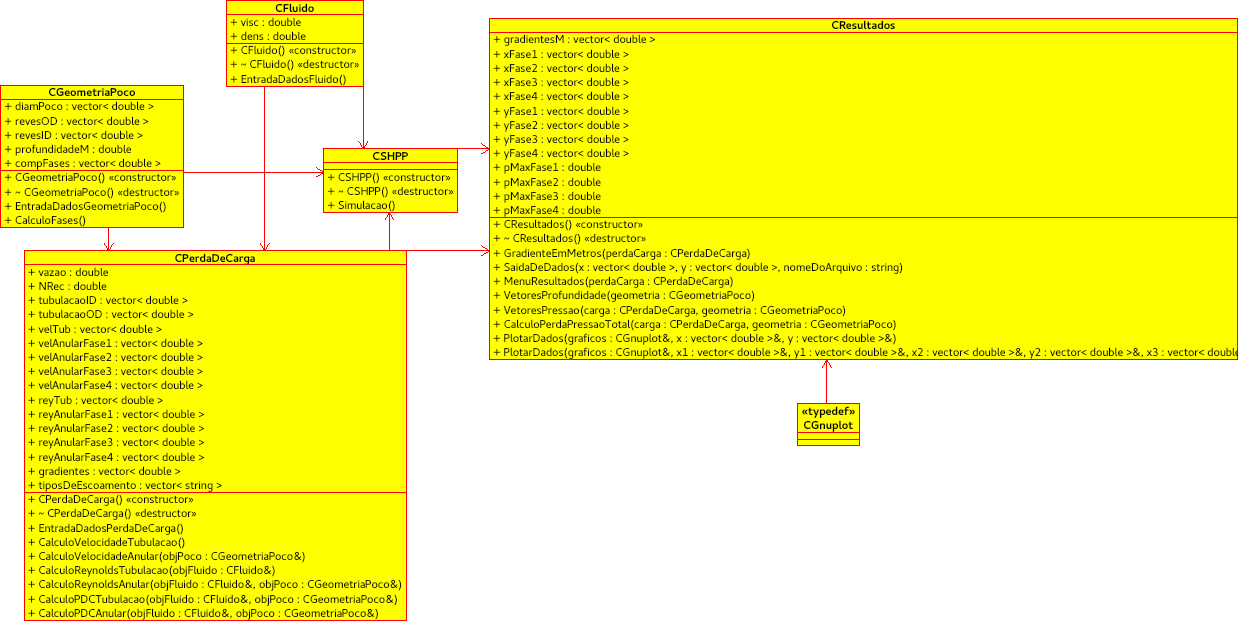 CFluido
+ visc : double
+ dens : double
+ CFluido() «constructor»
+ ~ CFluido() «destructor»
+ EntradaDadosFluido()
CGeometriaPoco
+ diamPoco : vector< double >
+ revesOD : vector< double >
+ revesID : vector< double >
+ profundidadeM : double
+ compFases : vector< double >
+ CGeometriaPoco() «constructor»
+ ~ CGeometriaPoco() «destructor»
+ EntradaDadosGeometriaPoco()
+ CalculoFases()
CSHPP
+ CSHPP() «constructor»
+ ~ CSHPP() «destructor»
+ Simulacao()
CResultados
+ gradientesM : vector< double >
+ xFase1 : vector< double >
+ xFase2 : vector< double >
+ xFase3 : vector< double >
+ xFase4 : vector< double >
+ yFase1 : vector< double >
+ yFase2 : vector< double >
+ yFase3 : vector< double >
+ yFase4 : vector< double >
+ pMaxFase1 : double
+ pMaxFase2 : double
+ pMaxFase3 : double
+ pMaxFase4 : double
+ CResultados() «constructor»
+ ~ CResultados() «destructor»
+ GradienteEmMetros(perdaCarga : CPerdaDeCarga)
+ SaidaDeDados(x : vector< double >, y : vector< double >, nomeDoArquivo : string)
+ MenuResultados(perdaCarga : CPerdaDeCarga)
+ VetoresProfundidade(geometria : CGeometriaPoco)
+ VetoresPressao(carga : CPerdaDeCarga, geometria : CGeometriaPoco)
+ CalculoPerdaPressaoTotal(carga : CPerdaDeCarga, geometria : CGeometriaPoco)
+ PlotarDados(graficos : CGnuplot&, x : vector< double >&, y : vector< double >&)
+ PlotarDados(graficos : CGnuplot&, x1 : vector< double >&, y1 : vector< double >&, x2 : vector< double >&, y2 : vector< double >&, x3 : vector< double
CPerdaDeCarga
+ vazao : double
+ NRec : double
+ tubulacaoID : vector< double >
+ tubulacaoOD : vector< double >
+ velTub : vector< double >
+ velAnularFase1 : vector< double >
+ velAnularFase2 : vector< double >
+ velAnularFase3 : vector< double >
+ velAnularFase4 : vector< double >
+ reyTub : vector< double >
+ reyAnularFase1 : vector< double >
+ reyAnularFase2 : vector< double >
+ reyAnularFase3 : vector< double >
+ reyAnularFase4 : vector< double >
+ gradientes : vector< double >
+ tiposDeEscoamento : vector< string >
+ CPerdaDeCarga() «constructor»
+ ~ CPerdaDeCarga() «destructor»
+ EntradaDadosPerdaDeCarga()
+ CalculoVelocidadeTubulacao()
+ CalculoVelocidadeAnular(objPoco : CGeometriaPoco&)
+ CalculoReynoldsTubulacao(objFluido : CFluido&)
+ CalculoReynoldsAnular(objFluido : CFluido&, objPoco : CGeometriaPoco&)
+ CalculoPDCTubulacao(objFluido : CFluido&, objPoco : CGeometriaPoco&)
+ CalculoPDCAnular(objFluido : CFluido&, objPoco : CGeometriaPoco&)
«typedef»
CGnuplot